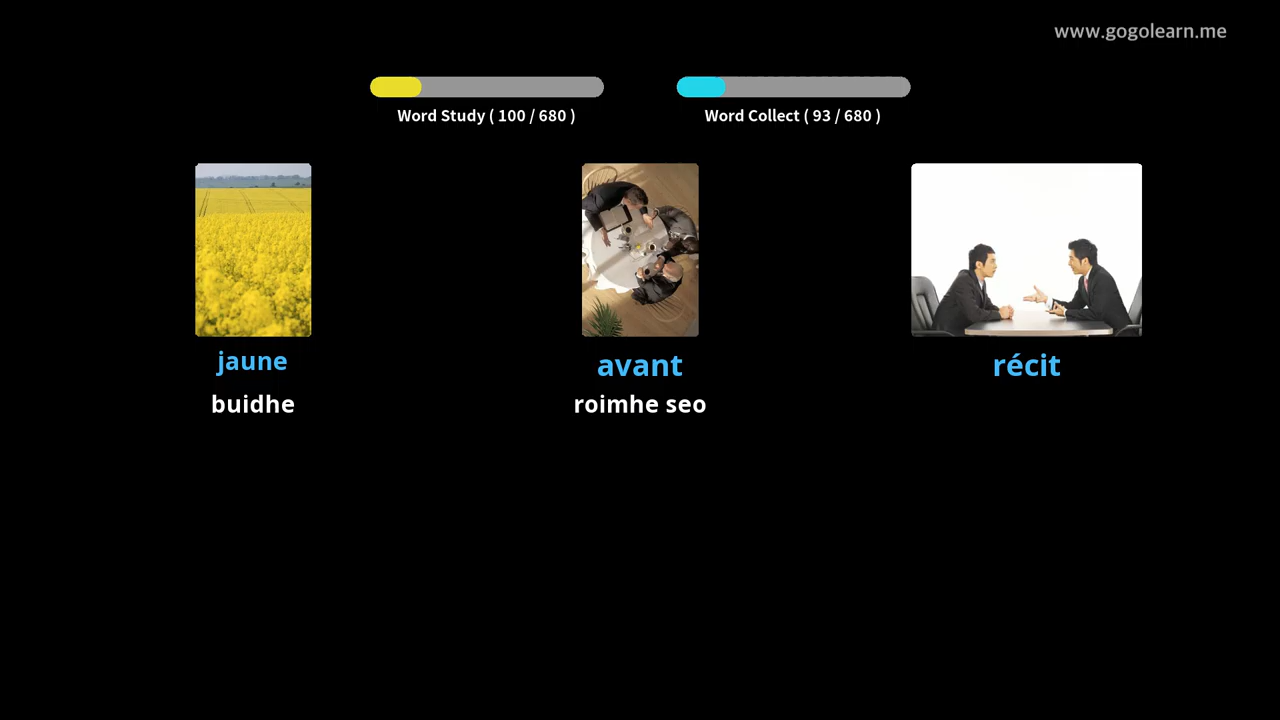 www.gogolearn.me
Word Study ( 100 / 680 )
Word Collect ( 93 / 680 )
jaune
avant
récit
buidhe
roimhe seo